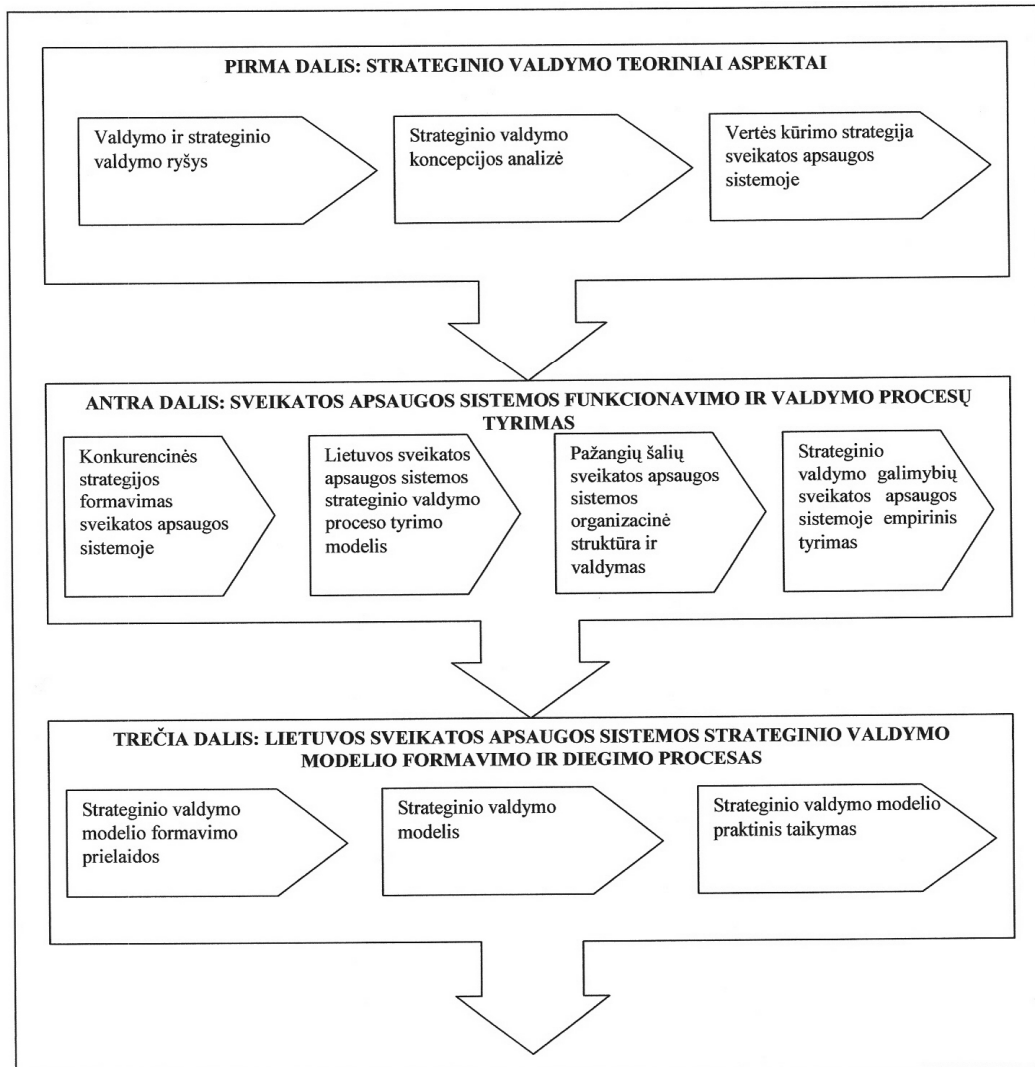 PIRMA DALIS: STRATEGINIO VALDYMO TEORINIAI ASPEKTAI
Valdymo ir strateginio
valdymo ryšys
Strateginio valdymo
koncepcijos analizė
Vertės kūrimo strategija
sveikatos apsaugos
sistemoje
ANTRA DALIS: SVEIKATOS APSAUGOS SISTEMOS FUNKCIONAVIMO IR VALDYMO PROCESŲ
TYRIMAS
Konkurencinės
strategijos
formavimas
sveikatos apsaugos
sistemoje
Lietuvos sveikatos
apsaugos sistemos
strateginio valdymo
proceso tyrimo
modelis
Pažangių šalių
sveikatos apsaugos
sistemos
organizacinė
struktūra ir
valdymas
Strateginio
valdymo galimybių
sveikatos apsaugos
sistemoje empirinis
tyrimas
TREČIA DALIS: LIETUVOS SVEIKATOS APSAUGOS SISTEMOS STRATEGINIO VALDYMO
MODELIO FORMAVIMO IR DIEGIMO PROCESAS
Strateginio valdymo
modelio formavimo
prielaidos
Strateginio valdymo
modelis
Strateginio valdymo modelio
praktinis taikymas